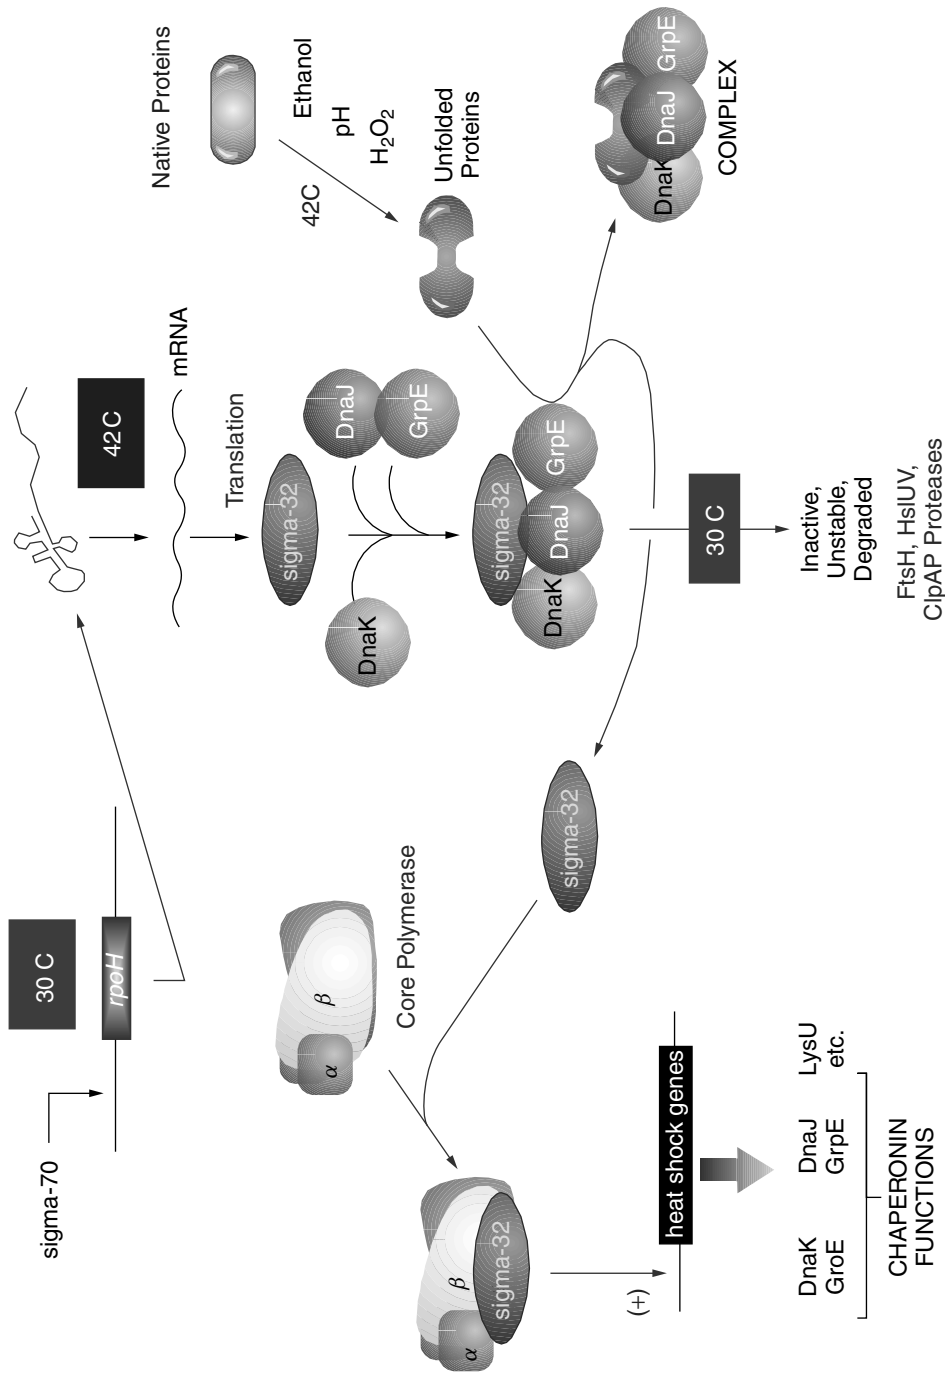 sigma-70
30 C
rpoH
42C
mRNA
Translation
sigma-32
DnaK
DnaJ
GrpE
sigma-32
DnaK
DnaJ
GrpE
30 C
Inactive,
Unstable,
Degraded
FtsH, HslUV,
ClpAP Proteases
Native Proteins
Ethanol
pH
H₂O₂
42C
Unfolded
Proteins
DnaK
DnaJ
GrpE
COMPLEX
α
β
Core Polymerase
sigma-32
α
β
sigma-32
(+)
heat shock genes
DnaK
GroE
DnaJ
GrpE
LysU
etc.
CHAPERONIN
FUNCTIONS